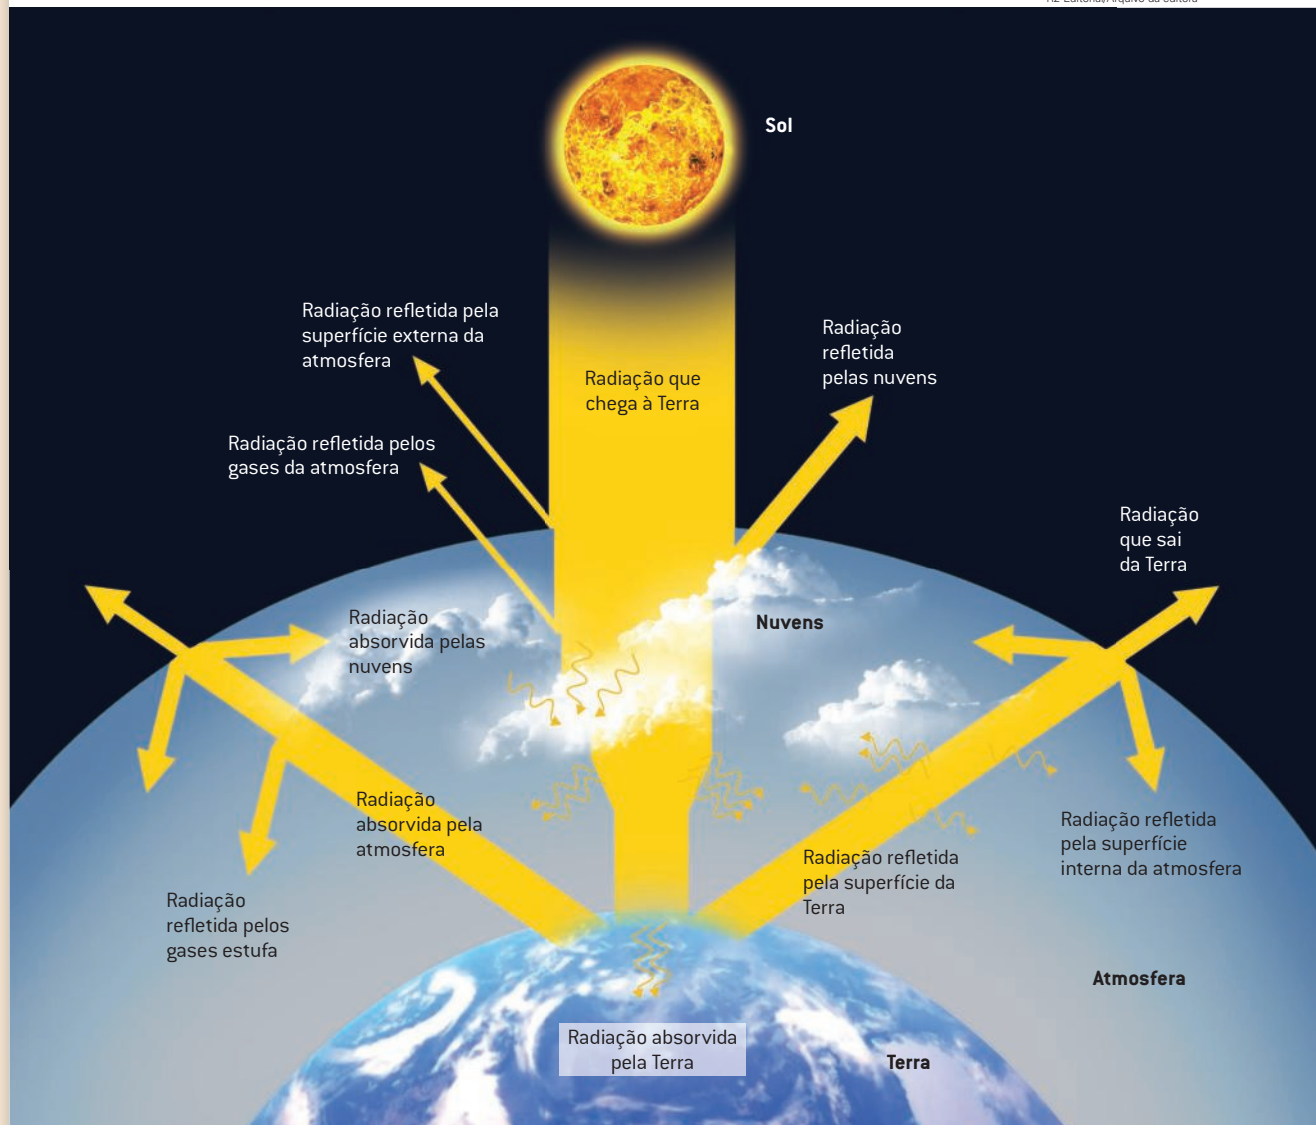 Sol
Radiação refletida pela
superfície externa da
atmosfera
Radiação que
chega à Terra
Radiação
refletida
pelas nuvens
Radiação refletida pelos
gases da atmosfera
Radiação
que sai
da Terra
Radiação
absorvida pelas
nuvens
Nuvens
Radiação
absorvida pela
atmosfera
Radiação refletida
pela superfície da
Terra
Radiação refletida
pela superfície
interna da atmosfera
Radiação
refletida pelos
gases estufa
Atmosfera
Radiação absorvida
pela Terra
Terra